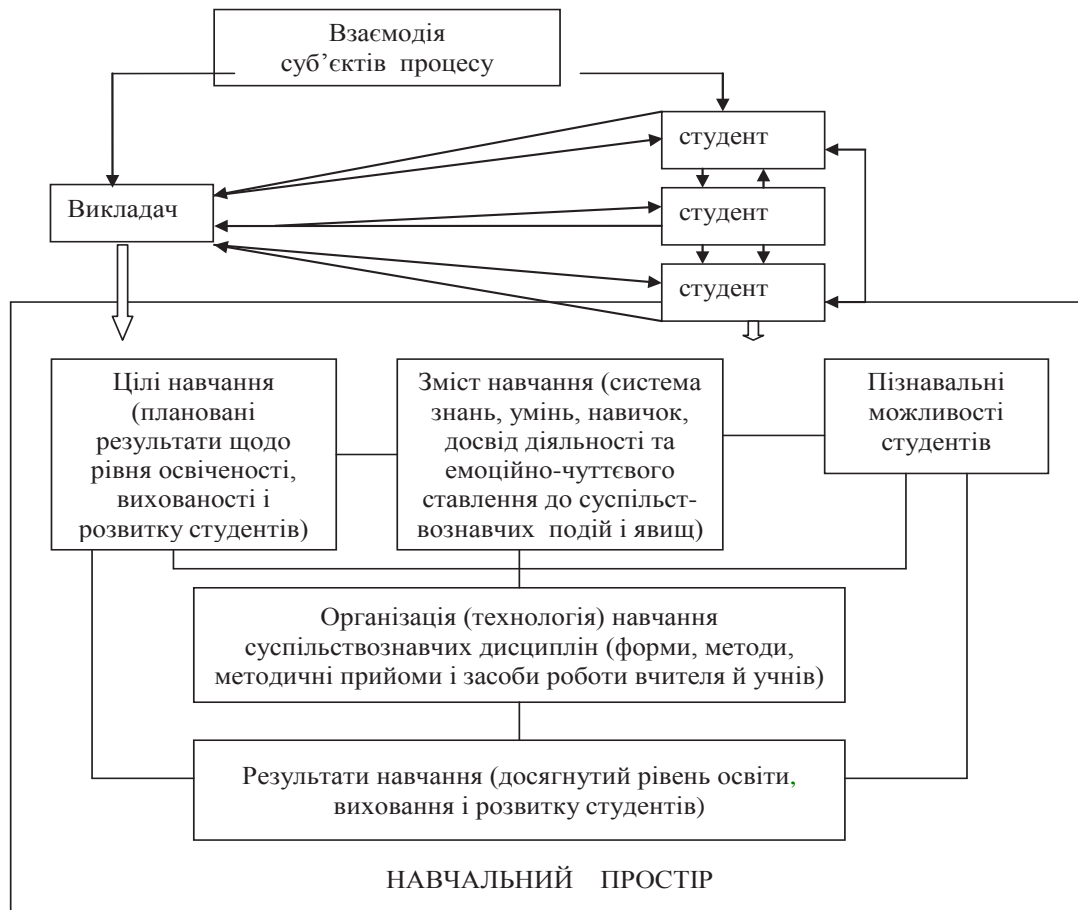 Взаємодія
суб’єктів процесу
студент
Викладач
студент
студент
Цілі навчання
(плановані
результати щодо
рівня освіченості,
вихованості і
розвитку студентів)
Зміст навчання (система
знань, умінь, навичок,
досвід діяльності та
емоційно-чуттєвого
ставлення до суспільст-
вознавчих подій і явищ)
Пізнавальні
можливості
студентів
Організація (технологія) навчання
суспільствознавчих дисциплін (форми, методи,
методичні прийоми і засоби роботи вчителя й учнів)
Результати навчання (досягнутий рівень освіти,
виховання і розвитку студентів)
НАВЧАЛЬНИЙ ПРОСТІР